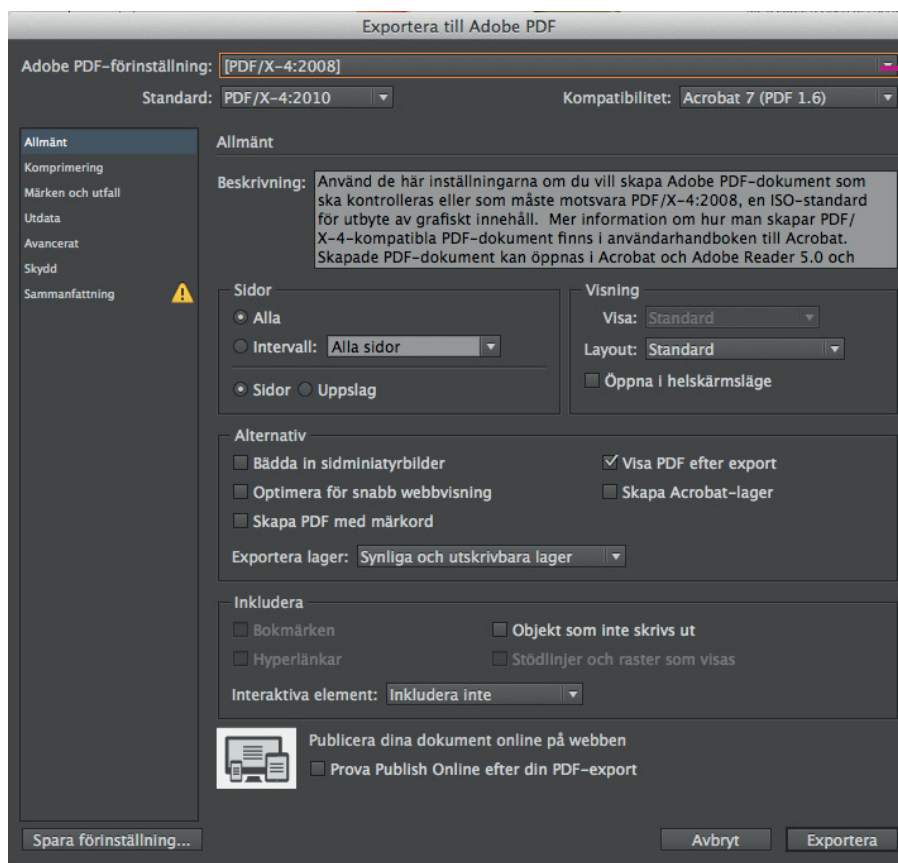 Exportera till Adobe PDF
Adobe PDF-förinställning: [PDF/X-4:2008]
Standard: PDF/X-4:2010 Kompatibilitet: Acrobat 7 (PDF 1.6)
Allmänt
Komprimering
Märken och utfall
Utdata
Avancerat
Skydd
Sammanfattning
Allmänt
Beskrivning: Använd de här inställningarna om du vill skapa Adobe PDF-dokument som
ska kontrolleras eller som måste motsvara PDF/X-4:2008, en ISO-standard
för utbyte av grafiskt innehåll. Mer information om hur man skapar PDF/
X-4-kompatibla PDF-dokument finns i användarhandboken till Acrobat.
Skapade PDF-dokument kan öppnas i Acrobat och Adobe Reader 5.0 och
Sidor
Alla
Intervall: Alla sidor
Sidor Uppslag
Visning
Visa: Standard
Layout: Standard
Öppna i helskärmsläge
Alternativ
Bädda in sidminiatyrbilder Visa PDF efter export
Optimera för snabb webbvisning Skapa Acrobat-lager
Skapa PDF med märkord
Exportera lager: Synliga och utskrivbara lager
Inkludera
Bokmärken Objekt som inte skrivs ut
Hyperlänkar Stödlinjer och raster som visas
Interaktiva element: Inkludera inte
Publicera dina dokument online på webben
Prova Publish Online efter din PDF-export
Spara förinställning... Avbryt Exportera